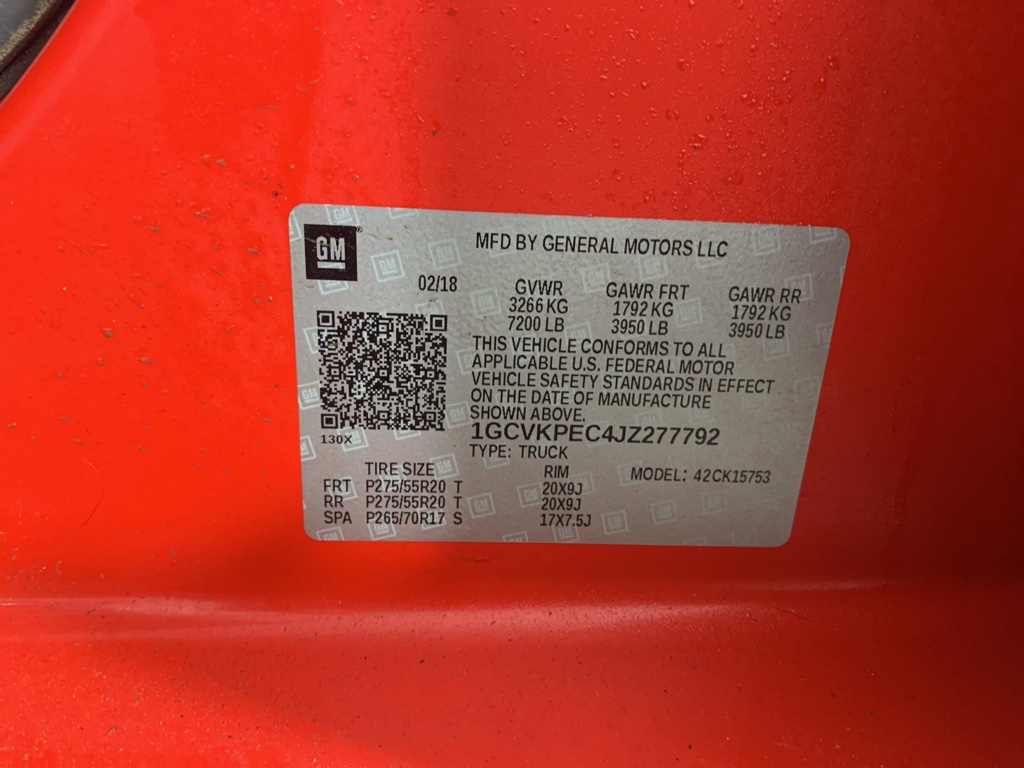 GM
MFD BY GENERAL MOTORS LLC
02/18
GVWR GAWR FRT GAWR RR
3266 KG 1792 KG 1792 KG
7200 LB 3950 LB 3950 LB
THIS VEHICLE CONFORMS TO ALL
APPLICABLE U.S. FEDERAL MOTOR
VEHICLE SAFETY STANDARDS IN EFFECT
ON THE DATE OF MANUFACTURE
SHOWN ABOVE.
130X
1GCVKPEC4JZ277792
TYPE: TRUCK
TIRE SIZE RIM MODEL: 42CK15753
FRT P275/55R20 T 20X9J
RR P275/55R20 T 20X9J
SPA P265/70R17 S 17X7.5J